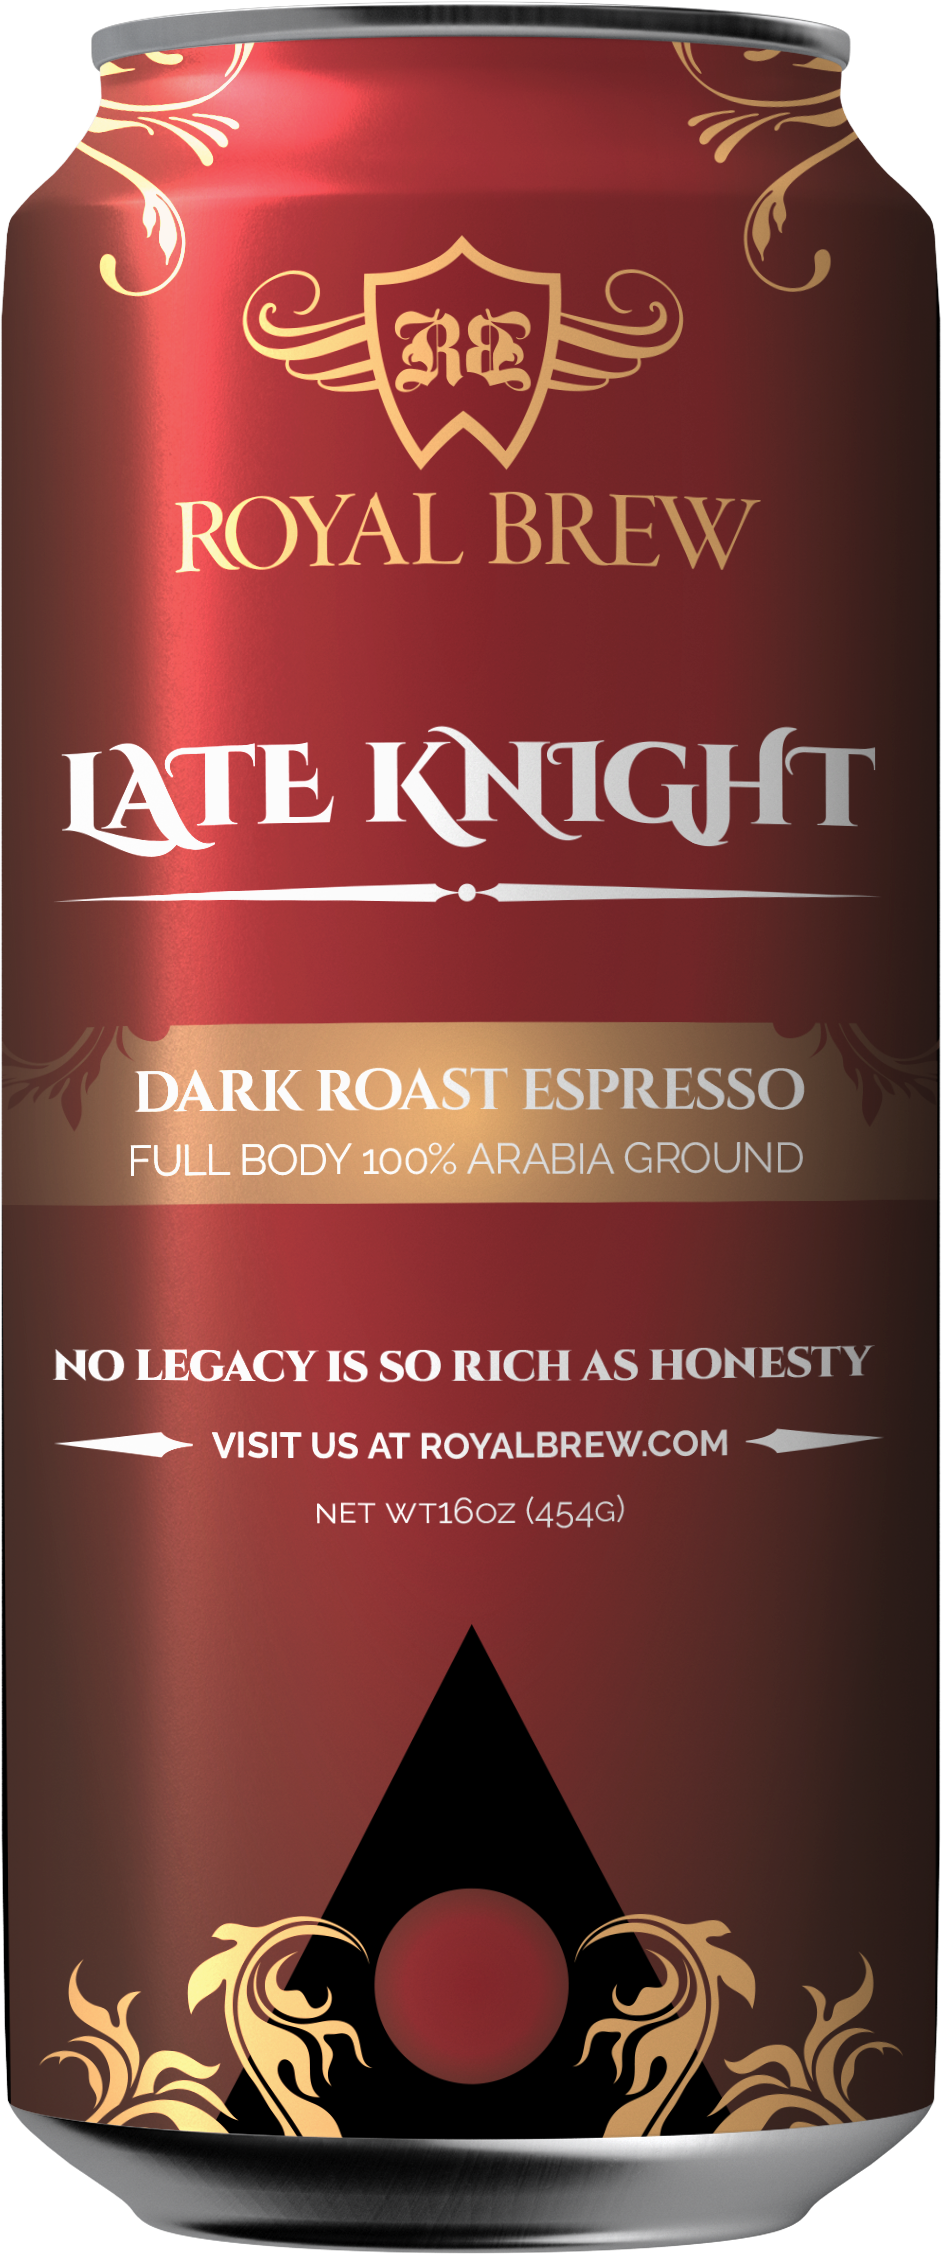 RB
ROYAL BREW
LATE KNIGHT
DARK ROAST ESPRESSO
FULL BODY 100% ARABIA GROUND
NO LEGACY IS SO RICH AS HONESTY
VISIT US AT ROYALBREW.COM
NET WT16OZ (454G)